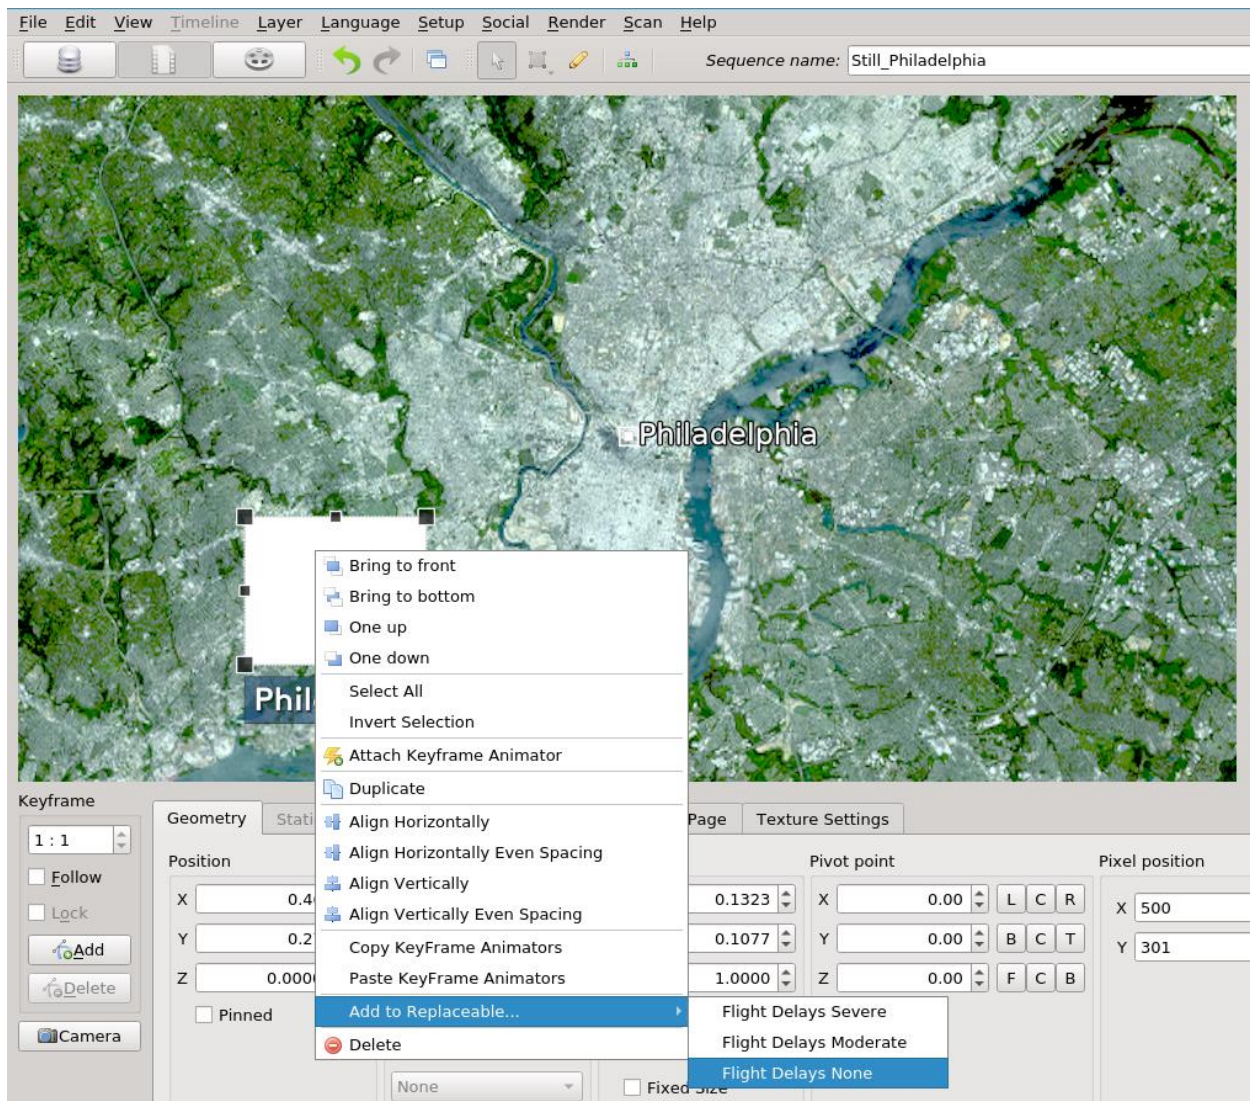 File Edit View Timeline Layer Language Setup Social Render Scan Help
Sequence name: Still_Philadelphia
Philadelphia
Phil
Bring to front
Bring to bottom
One up
One down
Select All
Invert Selection
Attach Keyframe Animator
Duplicate
Align Horizontally
Align Horizontally Even Spacing
Align Vertically
Align Vertically Even Spacing
Copy KeyFrame Animators
Paste KeyFrame Animators
Add to Replaceable...
Delete
Flight Delays Severe
Flight Delays Moderate
Flight Delays None
Keyframe
1 : 1
Follow
Lock
Add
Delete
Camera
Geometry Stati Page Texture Settings
Position Pivot point Pixel position
X 0.4 0.1323 X 0.00 L C R X 500
Y 0.2 0.1077 Y 0.00 B C T Y 301
Z 0.000 1.0000 Z 0.00 F C B
Pinned
None Fixed Size